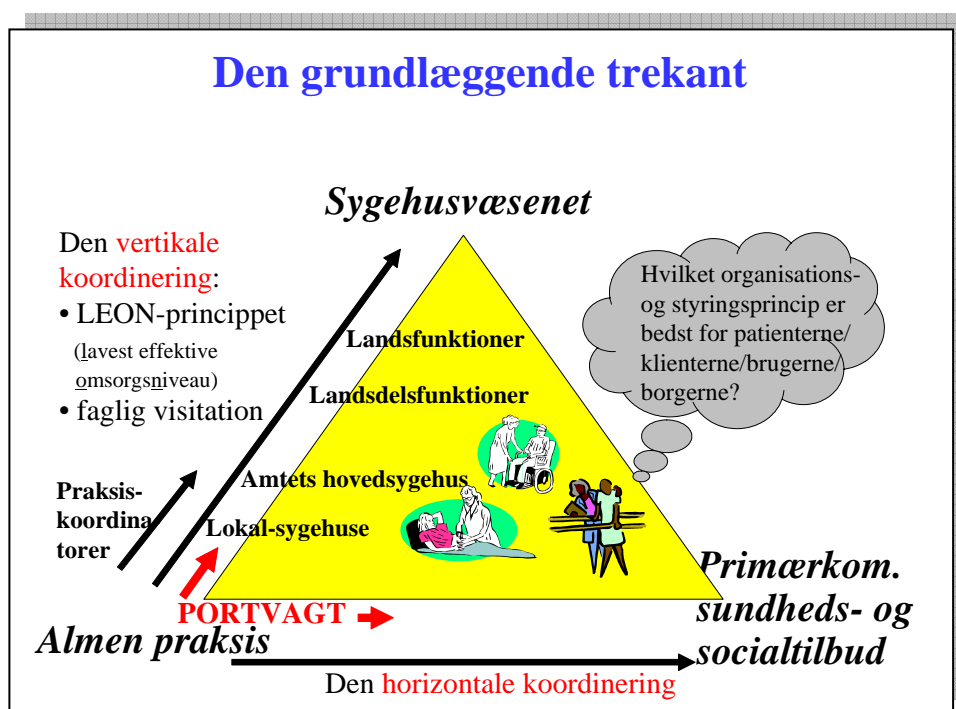 Den grundlæggende trekant
Sygehusvæsenet
Den vertikale
koordinering:
• LEON-princippet
(lavest effektive
omsorgsniveau)
• faglig visitation
Hvilket organisations-
og styringsprincip er
bedst for patienterne/
klienterne/brugerne/
borgerne?
Landsfunktioner
Landsdelsfunktioner
Amtets hovedsygehus
Lokal-sygehuse
Praksis-
koordina
torer
PORTVAGT
Almen praksis
Primærkom.
sundheds- og
socialtilbud
Den horizontale koordinering